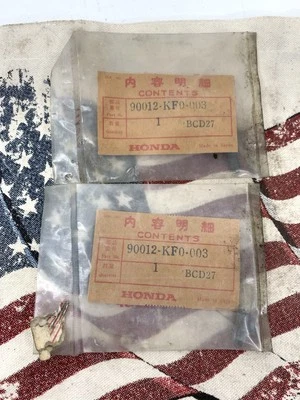 内容明細
CONTENTS
90012-KF0-003
1 BCD27
HONDA
内容明細
CONTENTS
90012-KF0-003
1 BCD27
HONDA